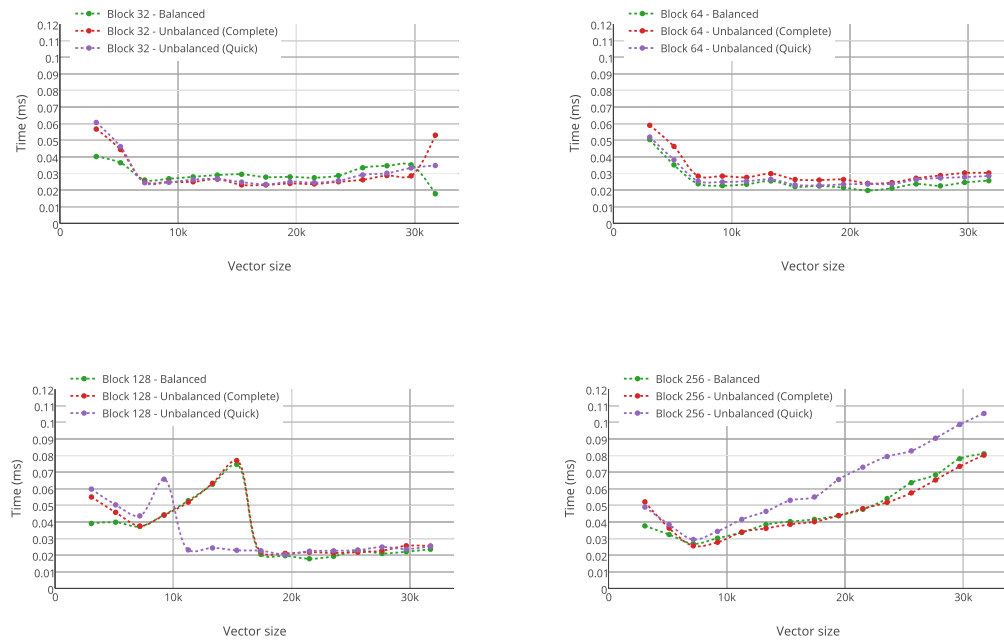 Block 32 - Balanced
Block 32 - Unbalanced (Complete)
Block 32 - Unbalanced (Quick)
0.12
0.11
0.1
0.09
0.08
0.07
0.06
0.05
0.04
0.03
0.02
0.01
0
Time (ms)
0
10k
20k
30k
Vector size
Block 64 - Balanced
Block 64 - Unbalanced (Complete)
Block 64 - Unbalanced (Quick)
0.12
0.11
0.1
0.09
0.08
0.07
0.06
0.05
0.04
0.03
0.02
0.01
0
Time (ms)
0
10k
20k
30k
Vector size
Block 128 - Balanced
Block 128 - Unbalanced (Complete)
Block 128 - Unbalanced (Quick)
0.12
0.11
0.1
0.09
0.08
0.07
0.06
0.05
0.04
0.03
0.02
0.01
0
Time (ms)
0
10k
20k
30k
Vector size
Block 256 - Balanced
Block 256 - Unbalanced (Complete)
Block 256 - Unbalanced (Quick)
0.12
0.11
0.1
0.09
0.08
0.07
0.06
0.05
0.04
0.03
0.02
0.01
0
Time (ms)
0
10k
20k
30k
Vector size